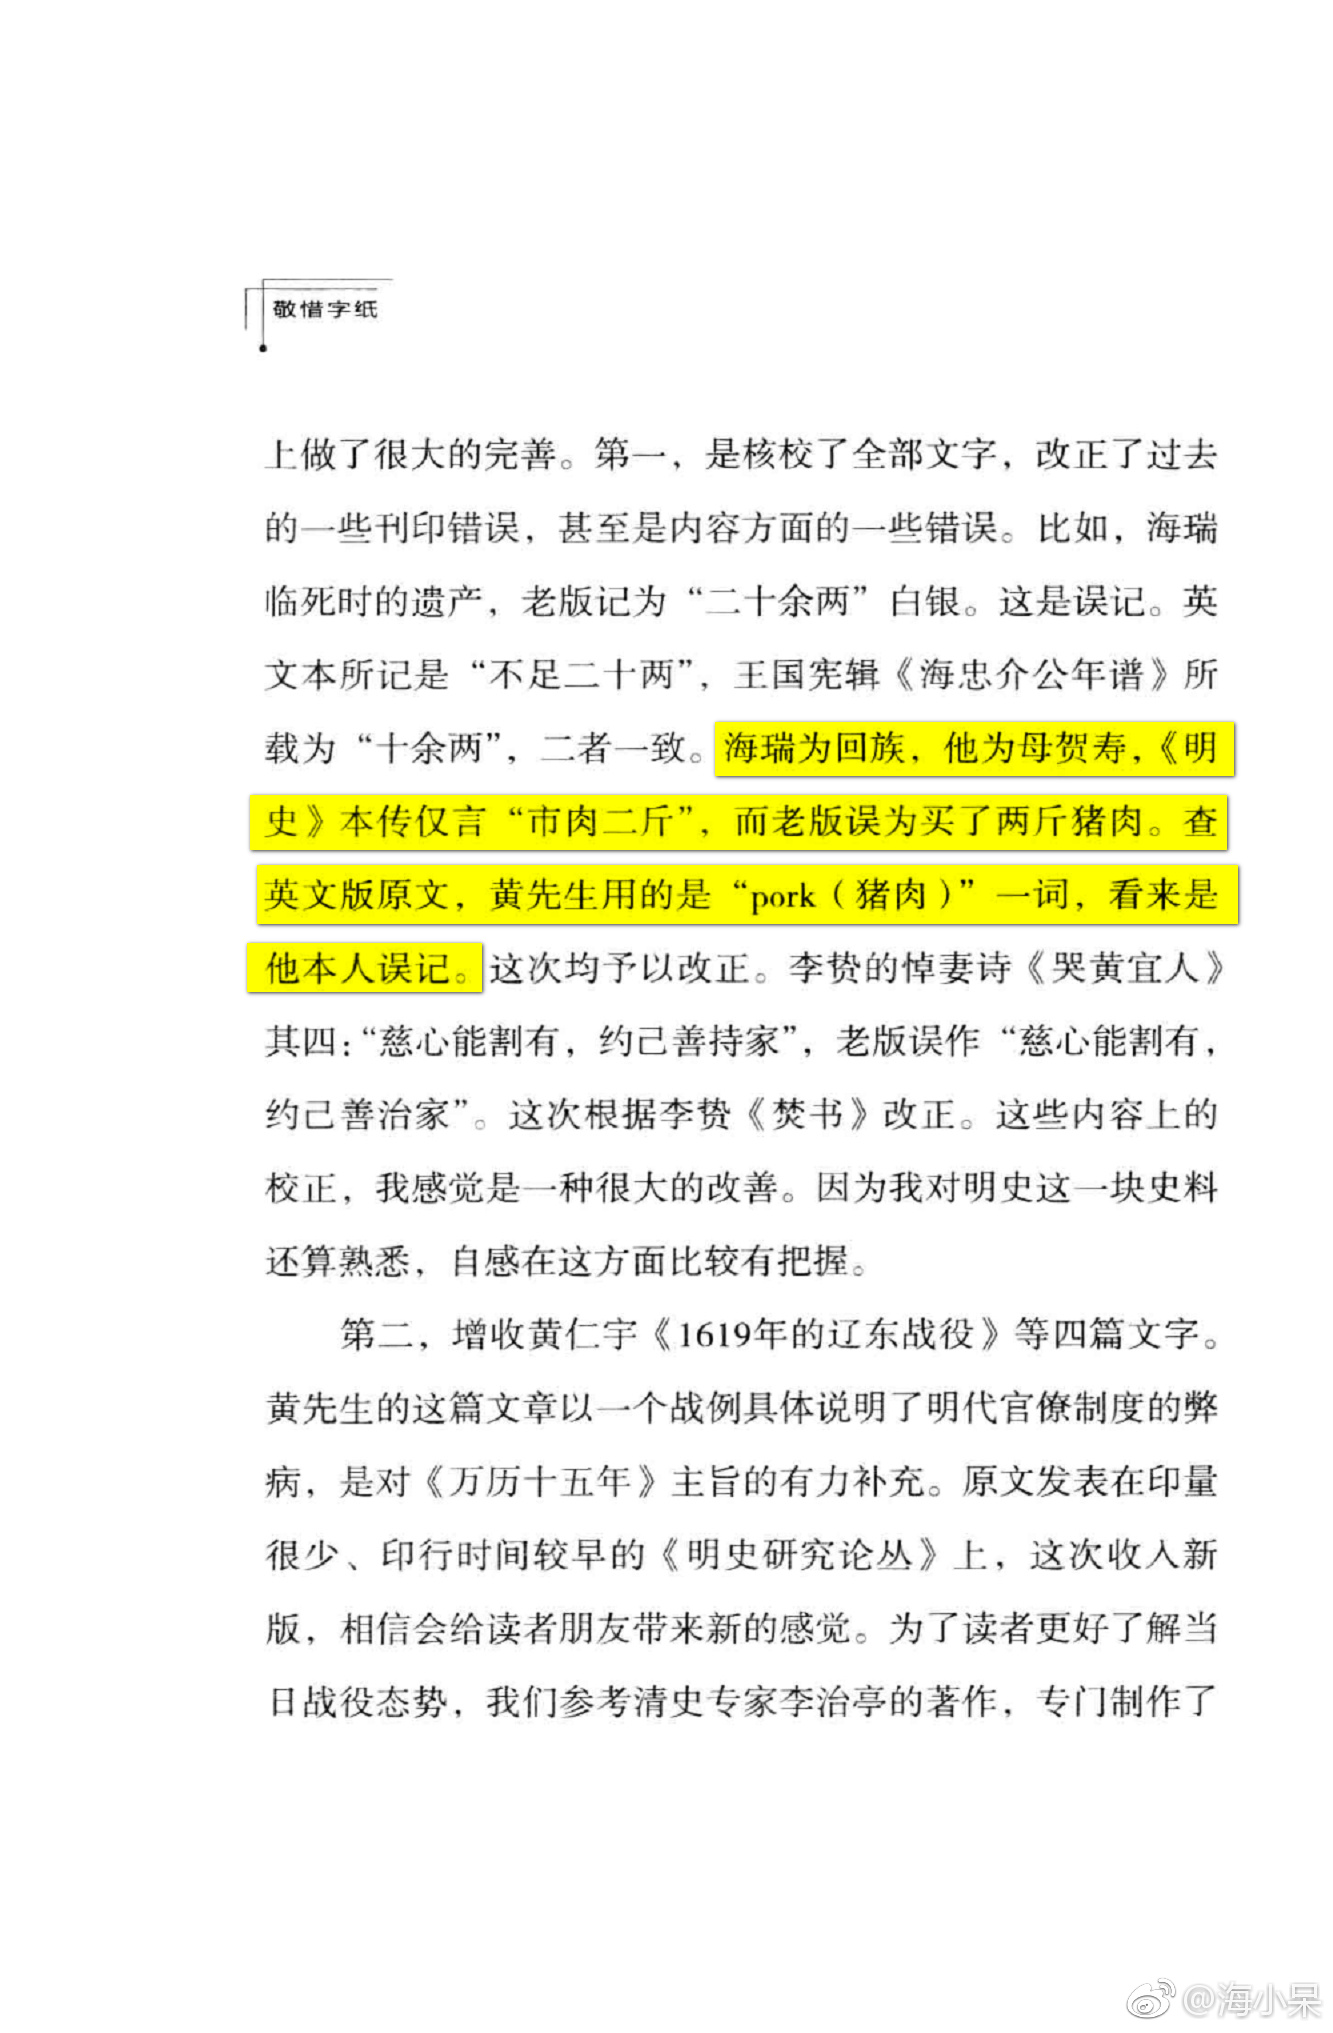 敬惜字纸
上做了很大的完善。第一，是核校了全部文字，改正了过去
的一些刊印错误，甚至是内容方面的一些错误。比如，海瑞
临死时的遗产，老版记为“二十余两”白银。这是误记。英
文本所记是“不足二十两”，王国宪辑《海忠介公年谱》所
载为“十余两”，二者一致。海瑞为回族，他为母贺寿，《明
史》本传仅言“市肉二斤”，而老版误为买了两斤猪肉。查
英文版原文，黄先生用的是“pork（猪肉）”一词，看来是
他本人误记。这次均予以改正。李贽的悼妻诗《哭黄宜人》
其四：“慈心能割有，约己善持家”，老版误作“慈心能割有，
约己善治家”。这次根据李贽《焚书》改正。这些内容上的
校正，我感觉是一种很大的改善。因为我对明史这一块史料
还算熟悉，自感在这方面比较有把握。
第二，增收黄仁宇《1619年的辽东战役》等四篇文字。
黄先生的这篇文章以一个战例具体说明了明代官僚制度的弊
病，是对《万历十五年》主旨的有力补充。原文发表在印量
很少、印行时间较早的《明史研究论丛》上，这次收入新
版，相信会给读者朋友带来新的感觉。为了读者更好了解当
日战役态势，我们参考清史专家李治亭的著作，专门制作了
@海小呆